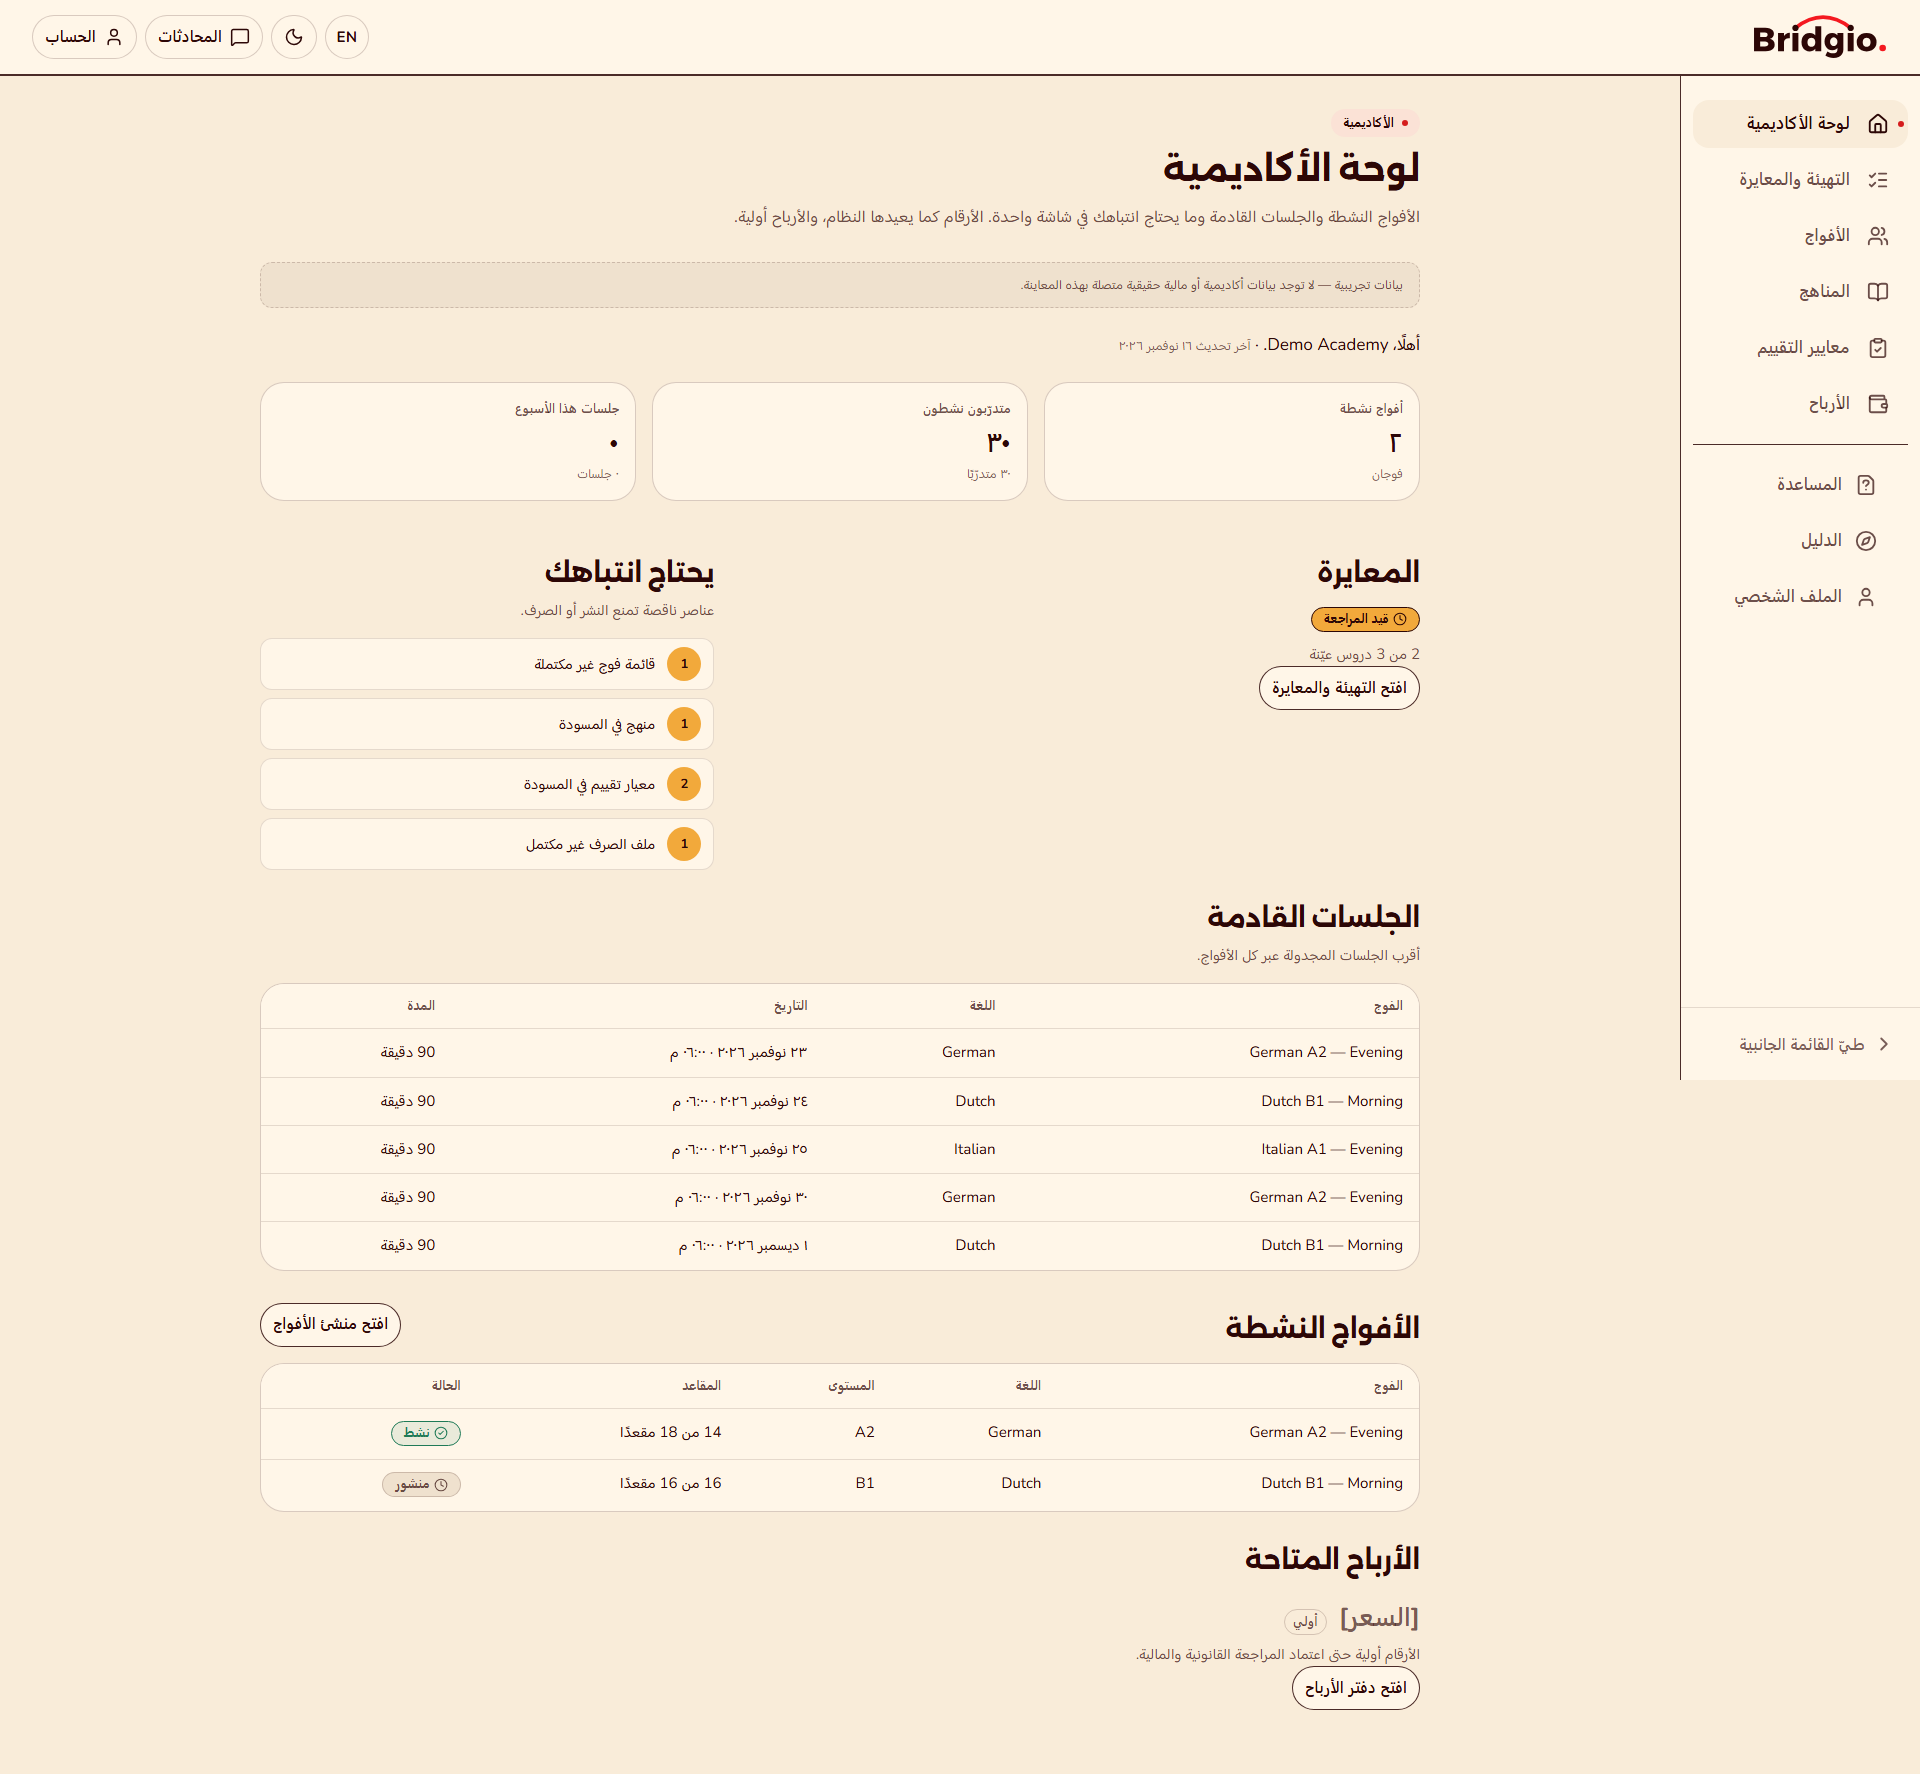 Bridgio.
EN
المحادثات
الحساب
لوحة الأكاديمية
التهيئة والمعايرة
الأفواج
المناهج
معايير التقييم
الأرباح
المساعدة
الدليل
الملف الشخصي
طيّ القائمة الجانبية
الأكاديمية
لوحة الأكاديمية
الأفواج النشطة والجلسات القادمة وما يحتاج انتباهك في شاشة واحدة. الأرقام كما يعيدها النظام، والأرباح أولية.
بيانات تجريبية — لا توجد بيانات أكاديمية أو مالية حقيقية متصلة بهذه المعاينة.
أهلًا، Demo Academy. · آخر تحديث ١٦ نوفمبر ٢٠٢٦
أفواج نشطة
٢
فوجان
متدرّبون نشطون
٣٠
٣٠ متدرّبًا
جلسات هذا الأسبوع
٠
٠ جلسات
المعايرة
قيد المراجعة
2 من 3 دروس عيّنة
افتح التهيئة والمعايرة
يحتاج انتباهك
عناصر ناقصة تمنع النشر أو الصرف.
1 قائمة فوج غير مكتملة
1 منهج في المسودة
2 معيار تقييم في المسودة
1 ملف الصرف غير مكتمل
الجلسات القادمة
أقرب الجلسات المجدولة عبر كل الأفواج.
الفوج اللغة التاريخ المدة
German A2 — Evening German ٢٣ نوفمبر ٢٠٢٦ · ٠٦:٠٠ م 90 دقيقة
Dutch B1 — Morning Dutch ٢٤ نوفمبر ٢٠٢٦ · ٠٦:٠٠ م 90 دقيقة
Italian A1 — Evening Italian ٢٥ نوفمبر ٢٠٢٦ · ٠٦:٠٠ م 90 دقيقة
German A2 — Evening German ٣٠ نوفمبر ٢٠٢٦ · ٠٦:٠٠ م 90 دقيقة
Dutch B1 — Morning Dutch ١ ديسمبر ٢٠٢٦ · ٠٦:٠٠ م 90 دقيقة
الأفواج النشطة
افتح منشئ الأفواج
الفوج اللغة المستوى المقاعد الحالة
German A2 — Evening German A2 14 من 18 مقعدًا نشط
Dutch B1 — Morning Dutch B1 16 من 16 مقعدًا منشور
الأرباح المتاحة
[السعر] أولي
الأرقام أولية حتى اعتماد المراجعة القانونية والمالية.
افتح دفتر الأرباح